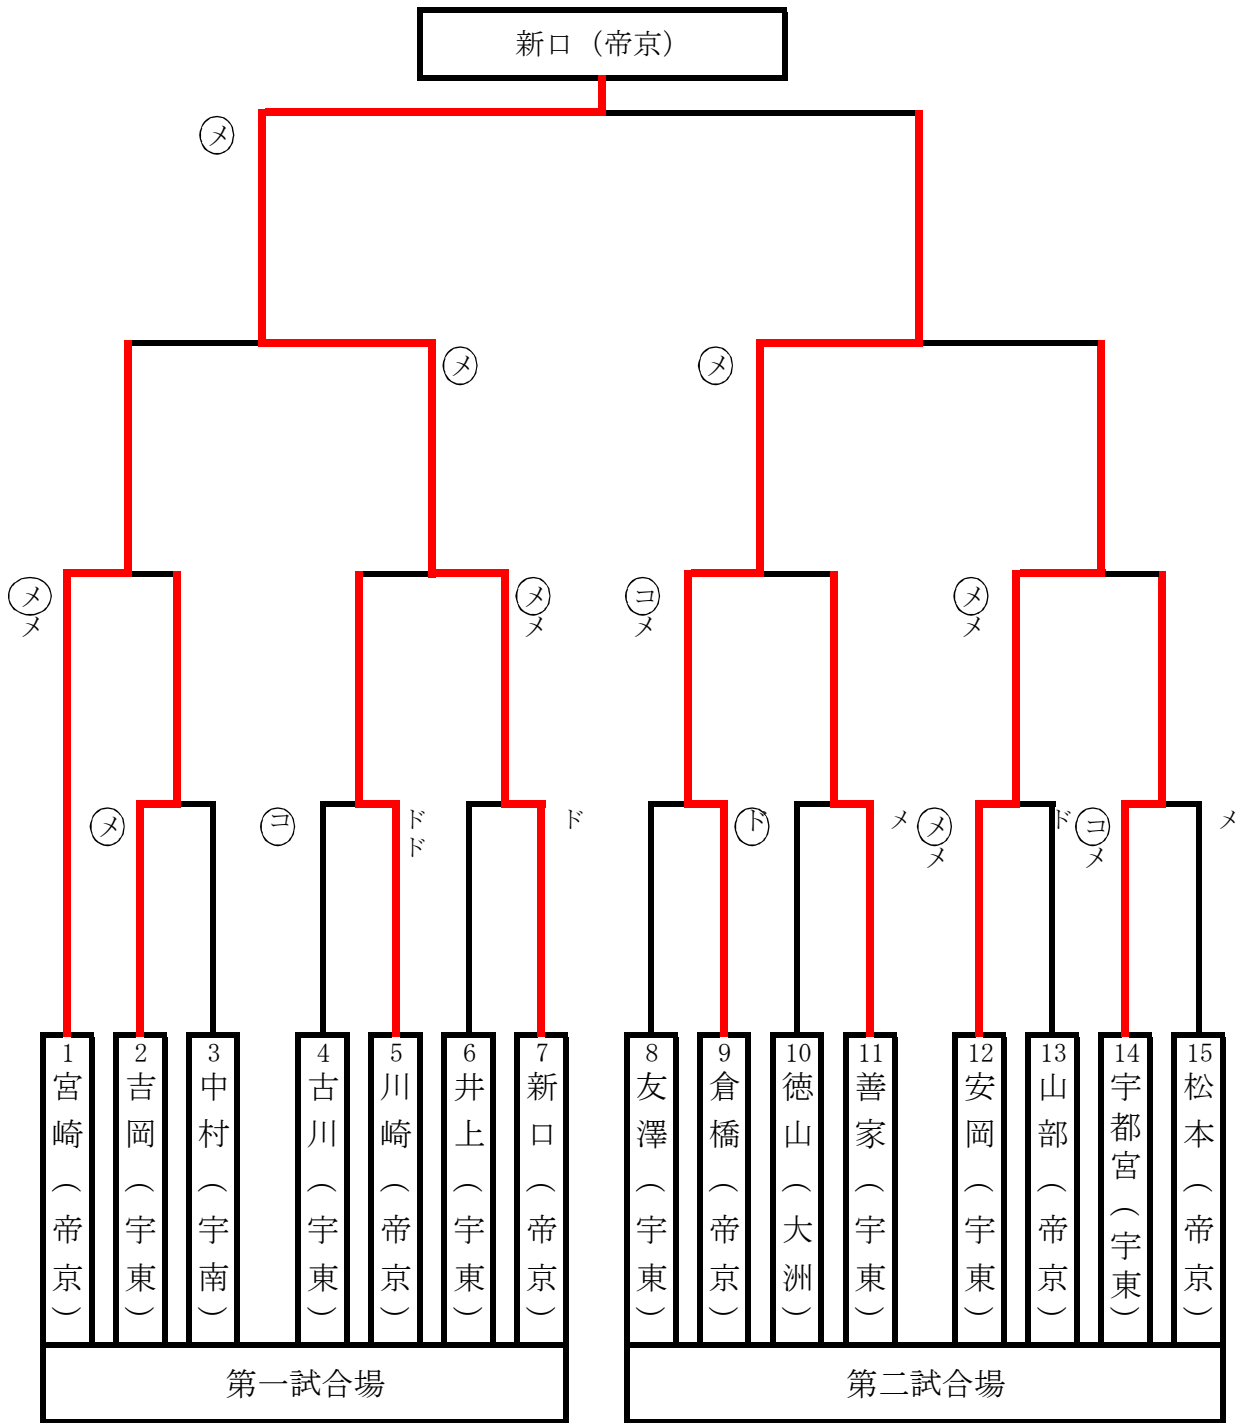 新口（帝京）
メ
メ
メ
メ
メ
メ
メ
コ
メ
メ
メ
メ
コ
ド
ド
ド
ド
メ
メ
メ
ド
コ
メ
メ
1 宮崎（帝京）
2 吉岡（宇東）
3 中村（宇南）
4 古川（宇東）
5 川崎（帝京）
6 井上（宇東）
7 新口（帝京）
8 友澤（宇東）
9 倉橋（帝京）
10 徳山（大洲）
11 善家（宇東）
12 安岡（宇東）
13 山部（帝京）
14 宇都宮（宇東）
15 松本（帝京）
第一試合場
第二試合場